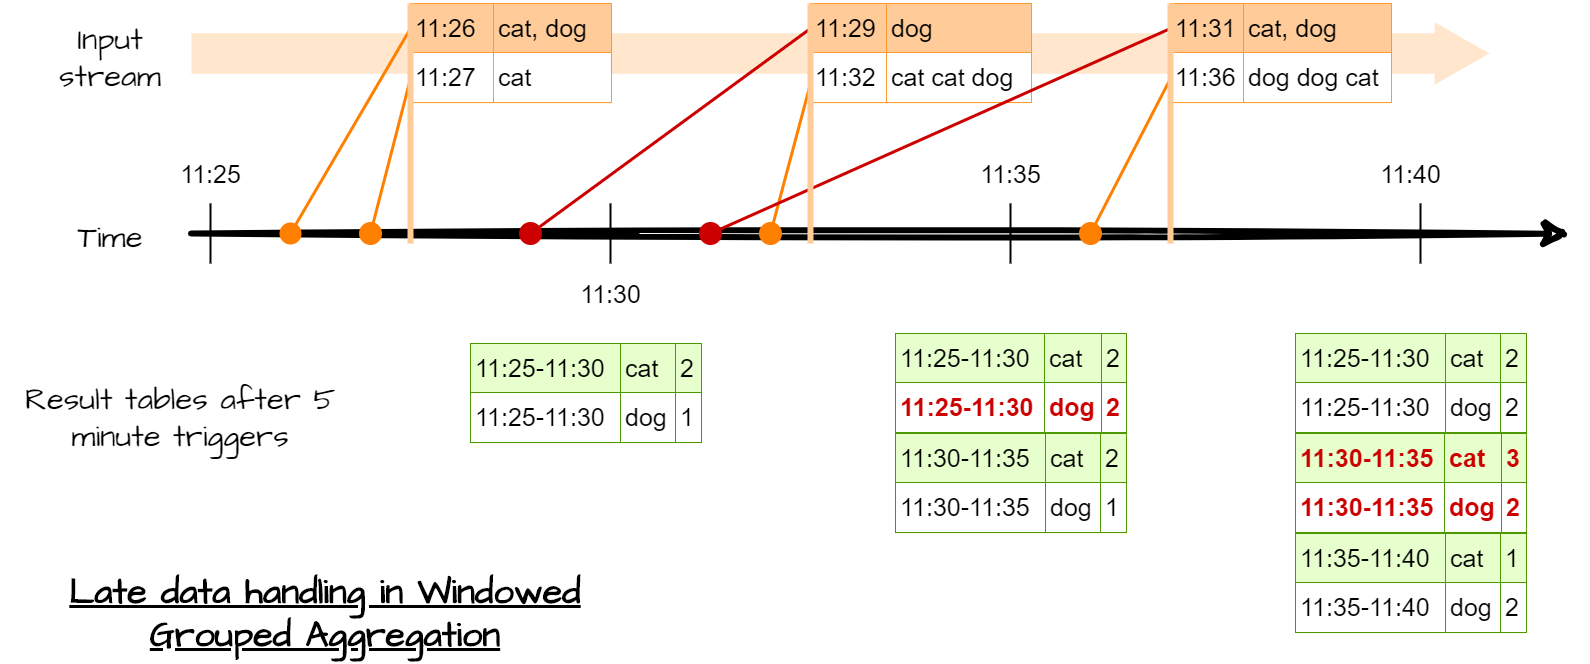 Input
stream
11:26 cat, dog
11:27 cat
11:29 dog
11:32 cat cat dog
11:31 cat, dog
11:36 dog dog cat
11:25
11:35
11:40
Time
11:30
Result tables after 5
minute triggers
11:25-11:30 cat 2
11:25-11:30 dog 1
11:25-11:30 cat 2
11:25-11:30 dog 2
11:30-11:35 cat 2
11:30-11:35 dog 1
11:25-11:30 cat 2
11:25-11:30 dog 2
11:30-11:35 cat 3
11:30-11:35 dog 2
11:35-11:40 cat 1
11:35-11:40 dog 2
Late data handling in Windowed
Grouped Aggregation